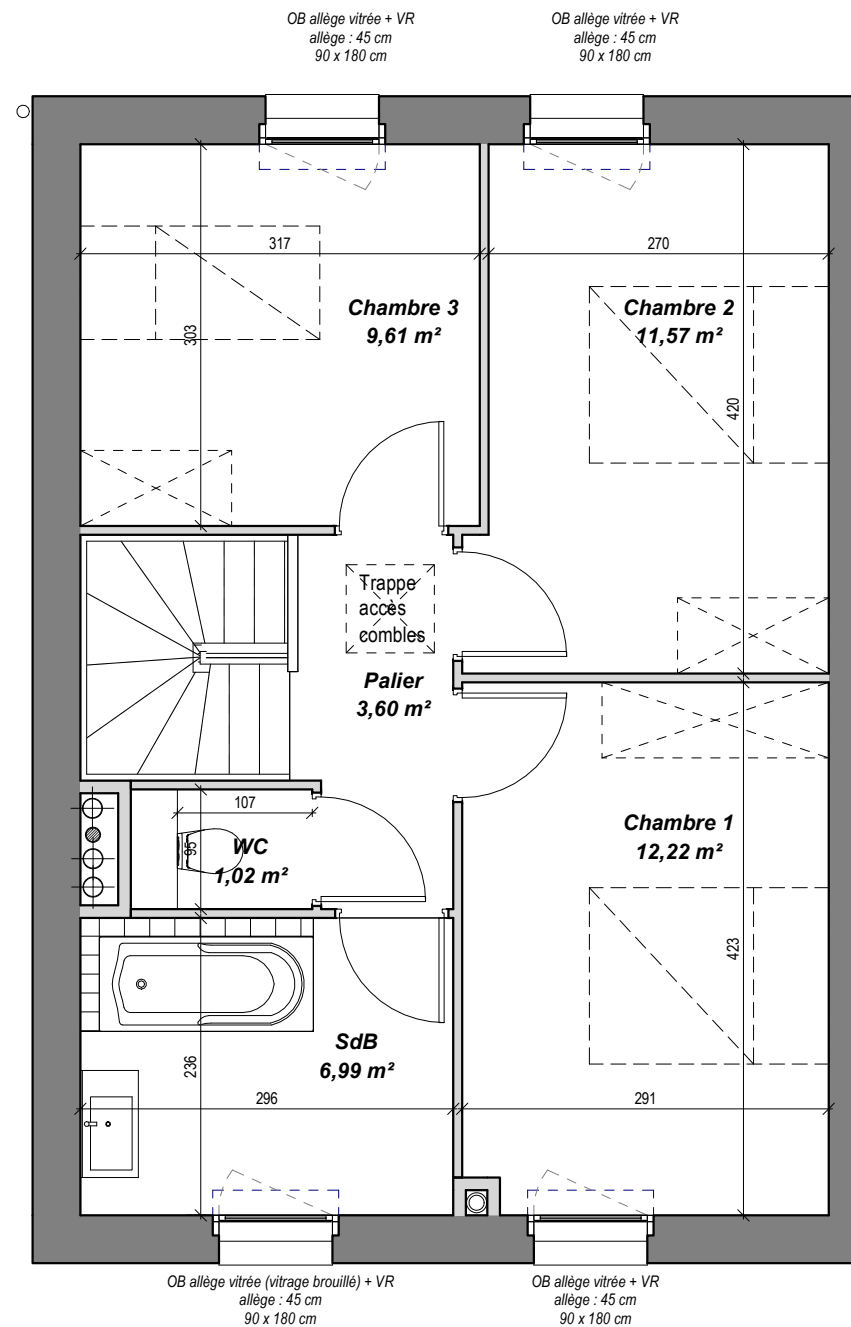 OB allège vitrée + VR
allège : 45 cm
90 x 180 cm
OB allège vitrée + VR
allège : 45 cm
90 x 180 cm
317
270
Chambre 3
9,61 m²
Chambre 2
11,57 m²
303
420
Trappe
accès
combles
Palier
3,60 m²
107
WC
1,02 m²
95
Chambre 1
12,22 m²
423
SdB
6,99 m²
236
296
291
OB allège vitrée (vitrage brouillé) + VR
allège : 45 cm
90 x 180 cm
OB allège vitrée + VR
allège : 45 cm
90 x 180 cm